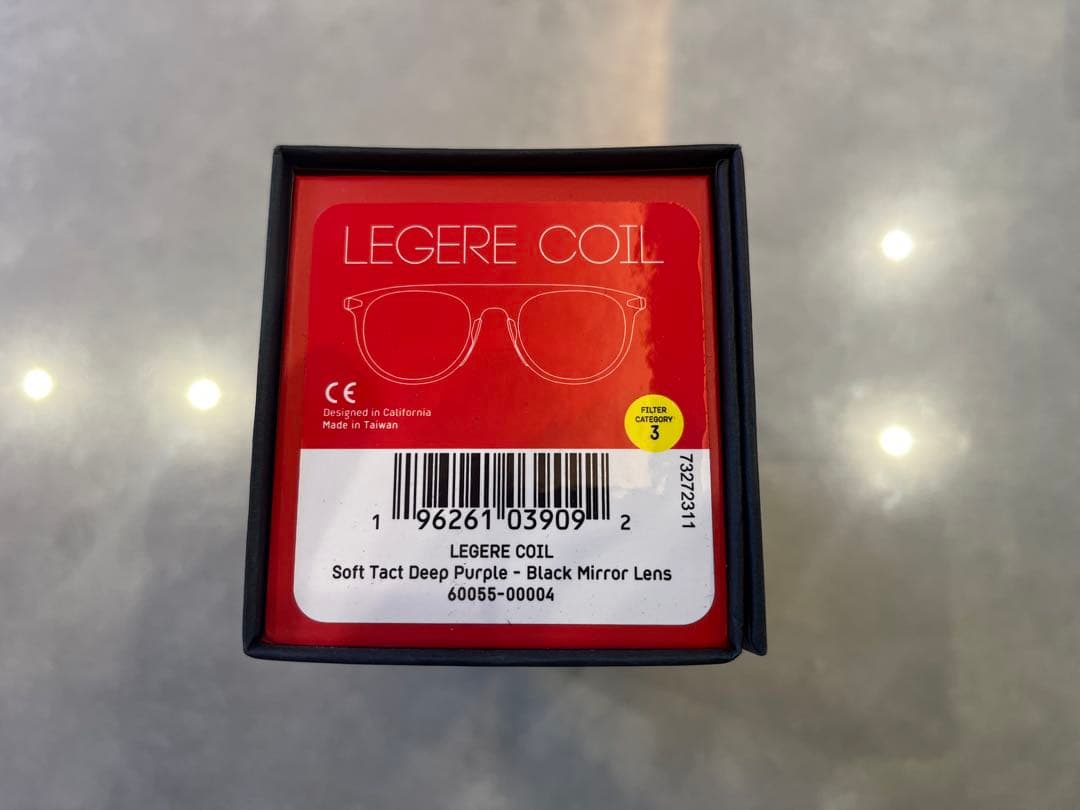 LEGERE COIL
CE
Designed in California
Made in Taiwan
FILTER
CATEGORY
3
73272311
1 96261 03909 2
LEGERE COIL
Soft Tact Deep Purple - Black Mirror Lens
60055-00004